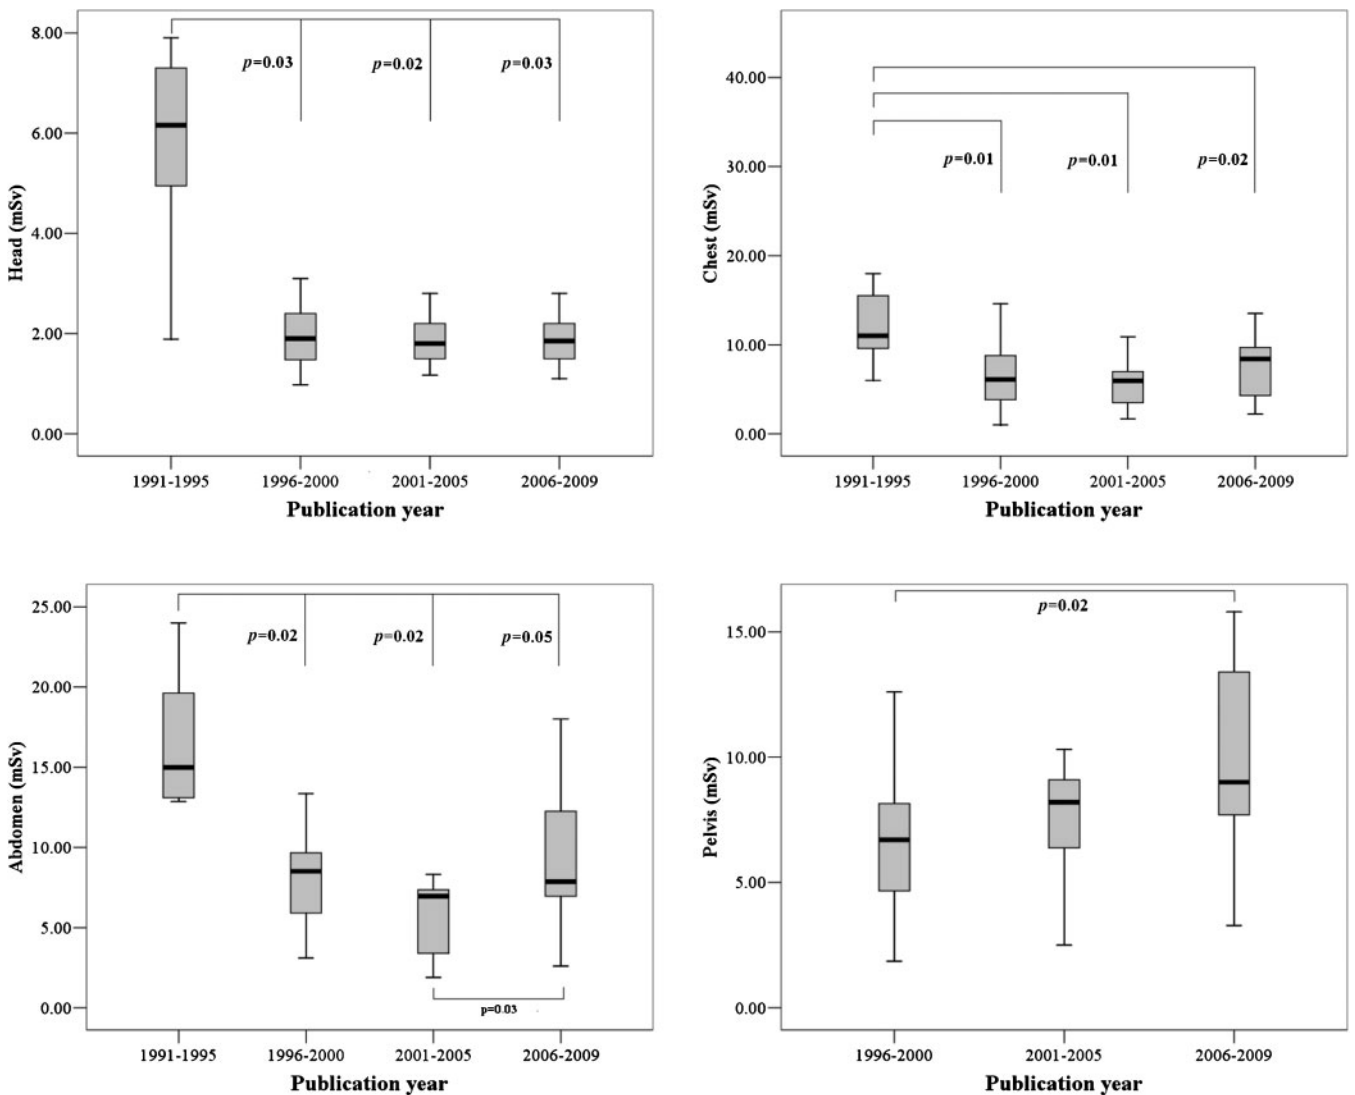 8.00
6.00
4.00
2.00
0.00
Head (mSv)
p=0.03
p=0.02
p=0.03
1991-1995
1996-2000
2001-2005
2006-2009
Publication year
40.00
30.00
20.00
10.00
0.00
Chest (mSv)
p=0.01
p=0.01
p=0.02
1991-1995
1996-2000
2001-2005
2006-2009
Publication year
25.00
20.00
15.00
10.00
5.00
0.00
Abdomen (mSv)
p=0.02
p=0.02
p=0.05
p=0.03
1991-1995
1996-2000
2001-2005
2006-2009
Publication year
15.00
10.00
5.00
0.00
Pelvis (mSv)
p=0.02
1996-2000
2001-2005
2006-2009
Publication year